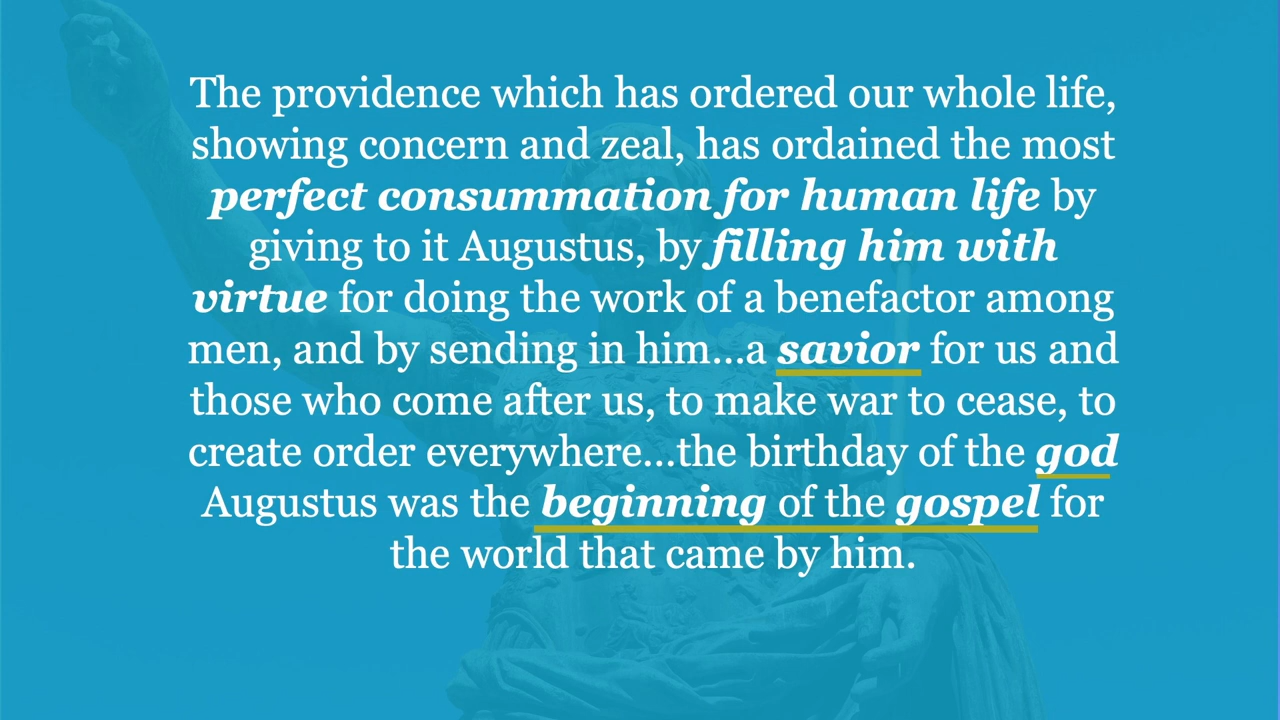 The providence which has ordered our whole life,
showing concern and zeal, has ordained the most
perfect consummation for human life by
giving to it Augustus, by filling him with
virtue for doing the work of a benefactor among
men, and by sending in him...a savior for us and
those who come after us, to make war to cease, to
create order everywhere...the birthday of the god
Augustus was the beginning of the gospel for
the world that came by him.